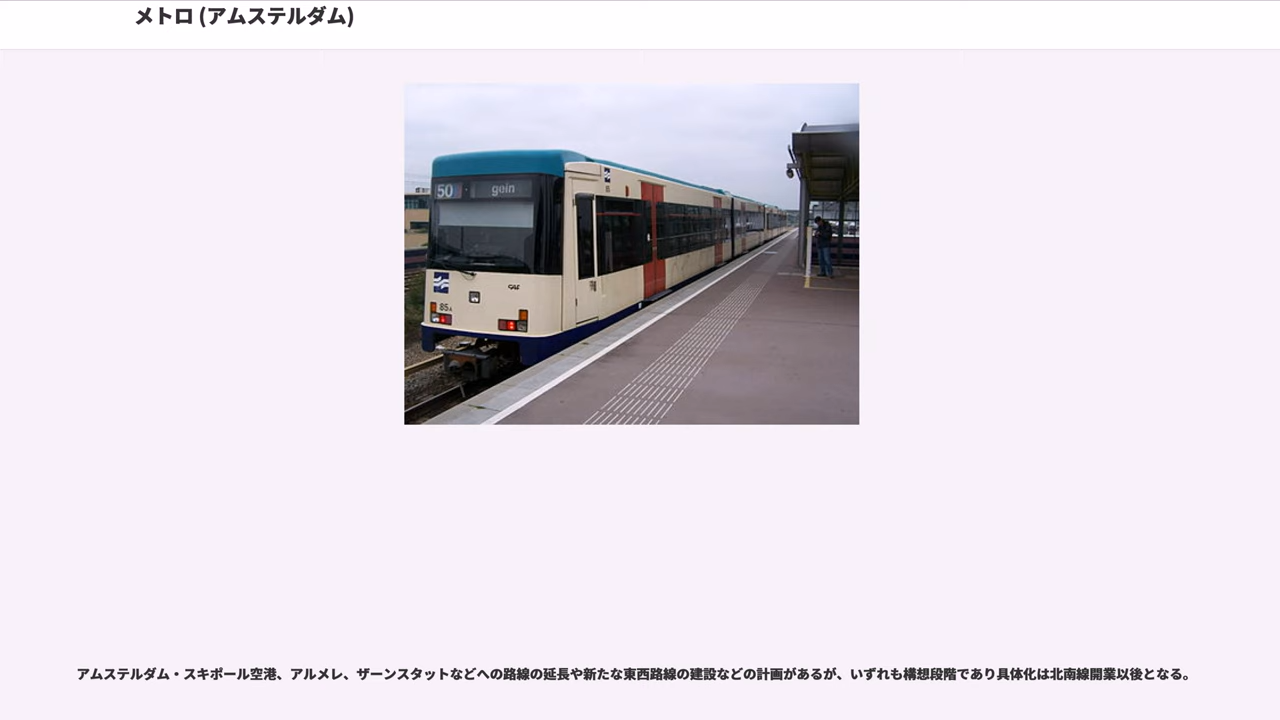 メトロ (アムステルダム)
50 gein
85
CAF
85A
アムステルダム・スキポール空港、アルメレ、ザーンスタットなどへの路線の延長や新たな東西路線の建設などの計画があるが、いずれも構想段階であり具体化は北南線開業以後となる。